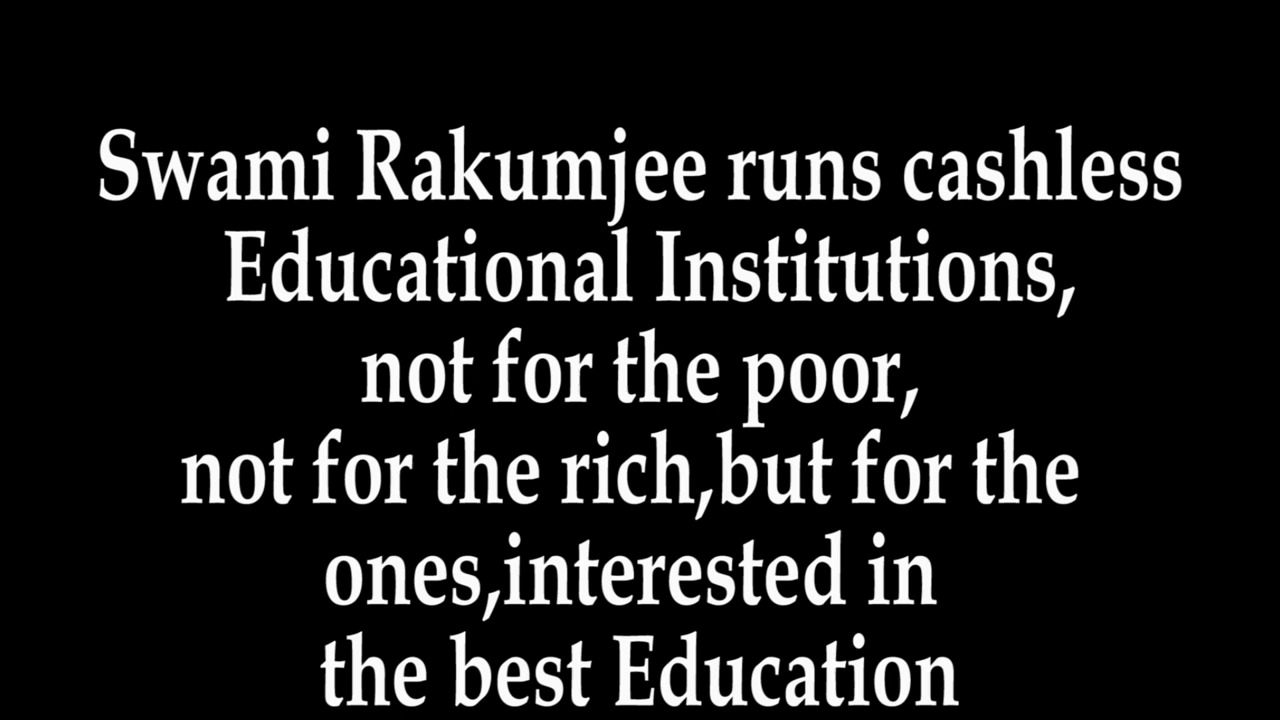 Swami Rakumjee runs cashless
Educational Institutions,
not for the poor,
not for the rich,but for the
ones,interested in
the best Education